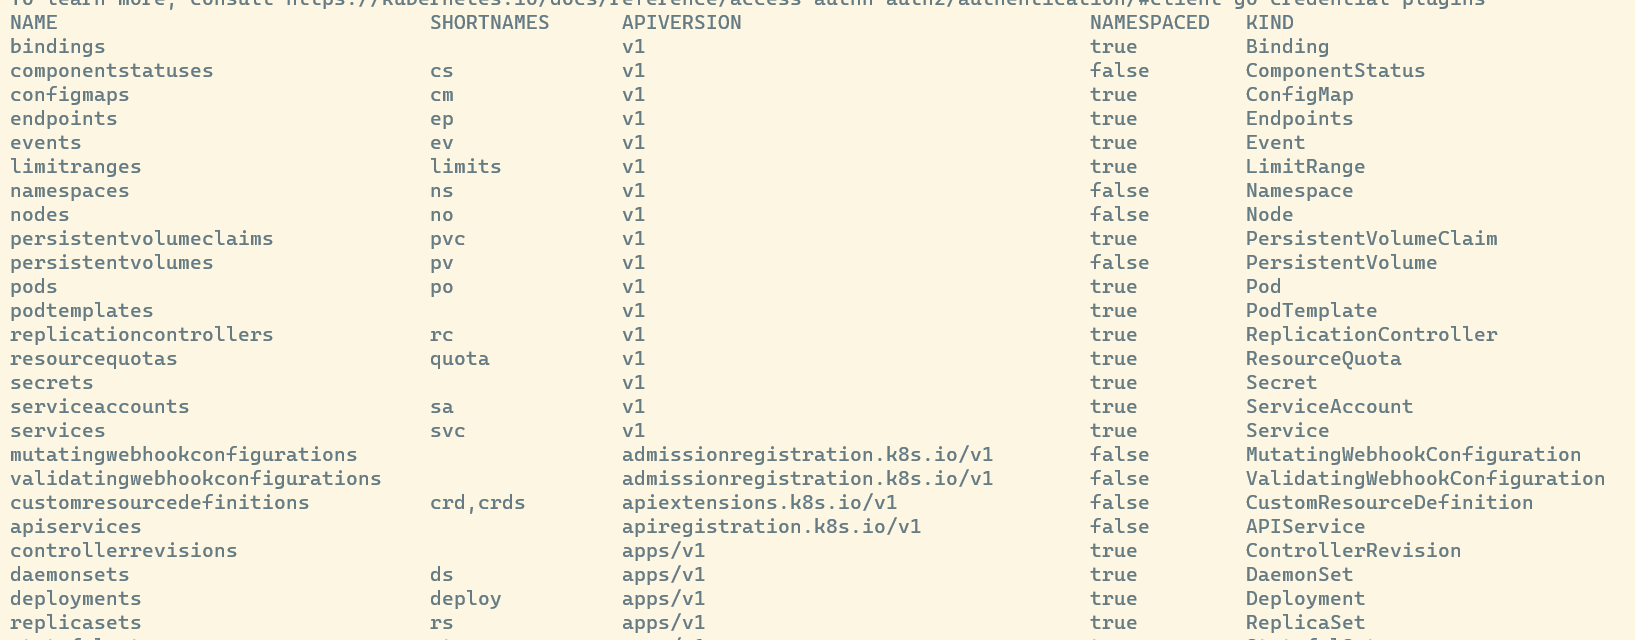 To learn more, consult https://kubernetes.io/docs/reference/access-authn-authz/authentication/#client-go-credential-plugins
NAME SHORTNAMES APIVERSION NAMESPACED KIND
bindings v1 true Binding
componentstatuses cs v1 false ComponentStatus
configmaps cm v1 true ConfigMap
endpoints ep v1 true Endpoints
events ev v1 true Event
limitranges limits v1 true LimitRange
namespaces ns v1 false Namespace
nodes no v1 false Node
persistentvolumeclaims pvc v1 true PersistentVolumeClaim
persistentvolumes pv v1 false PersistentVolume
pods po v1 true Pod
podtemplates v1 true PodTemplate
replicationcontrollers rc v1 true ReplicationController
resourcequotas quota v1 true ResourceQuota
secrets v1 true Secret
serviceaccounts sa v1 true ServiceAccount
services svc v1 true Service
mutatingwebhookconfigurations admissionregistration.k8s.io/v1 false MutatingWebhookConfiguration
validatingwebhookconfigurations admissionregistration.k8s.io/v1 false ValidatingWebhookConfiguration
customresourcedefinitions crd,crds apiextensions.k8s.io/v1 false CustomResourceDefinition
apiservices apiregistration.k8s.io/v1 false APIService
controllerrevisions apps/v1 true ControllerRevision
daemonsets ds apps/v1 true DaemonSet
deployments deploy apps/v1 true Deployment
replicasets rs apps/v1 true ReplicaSet